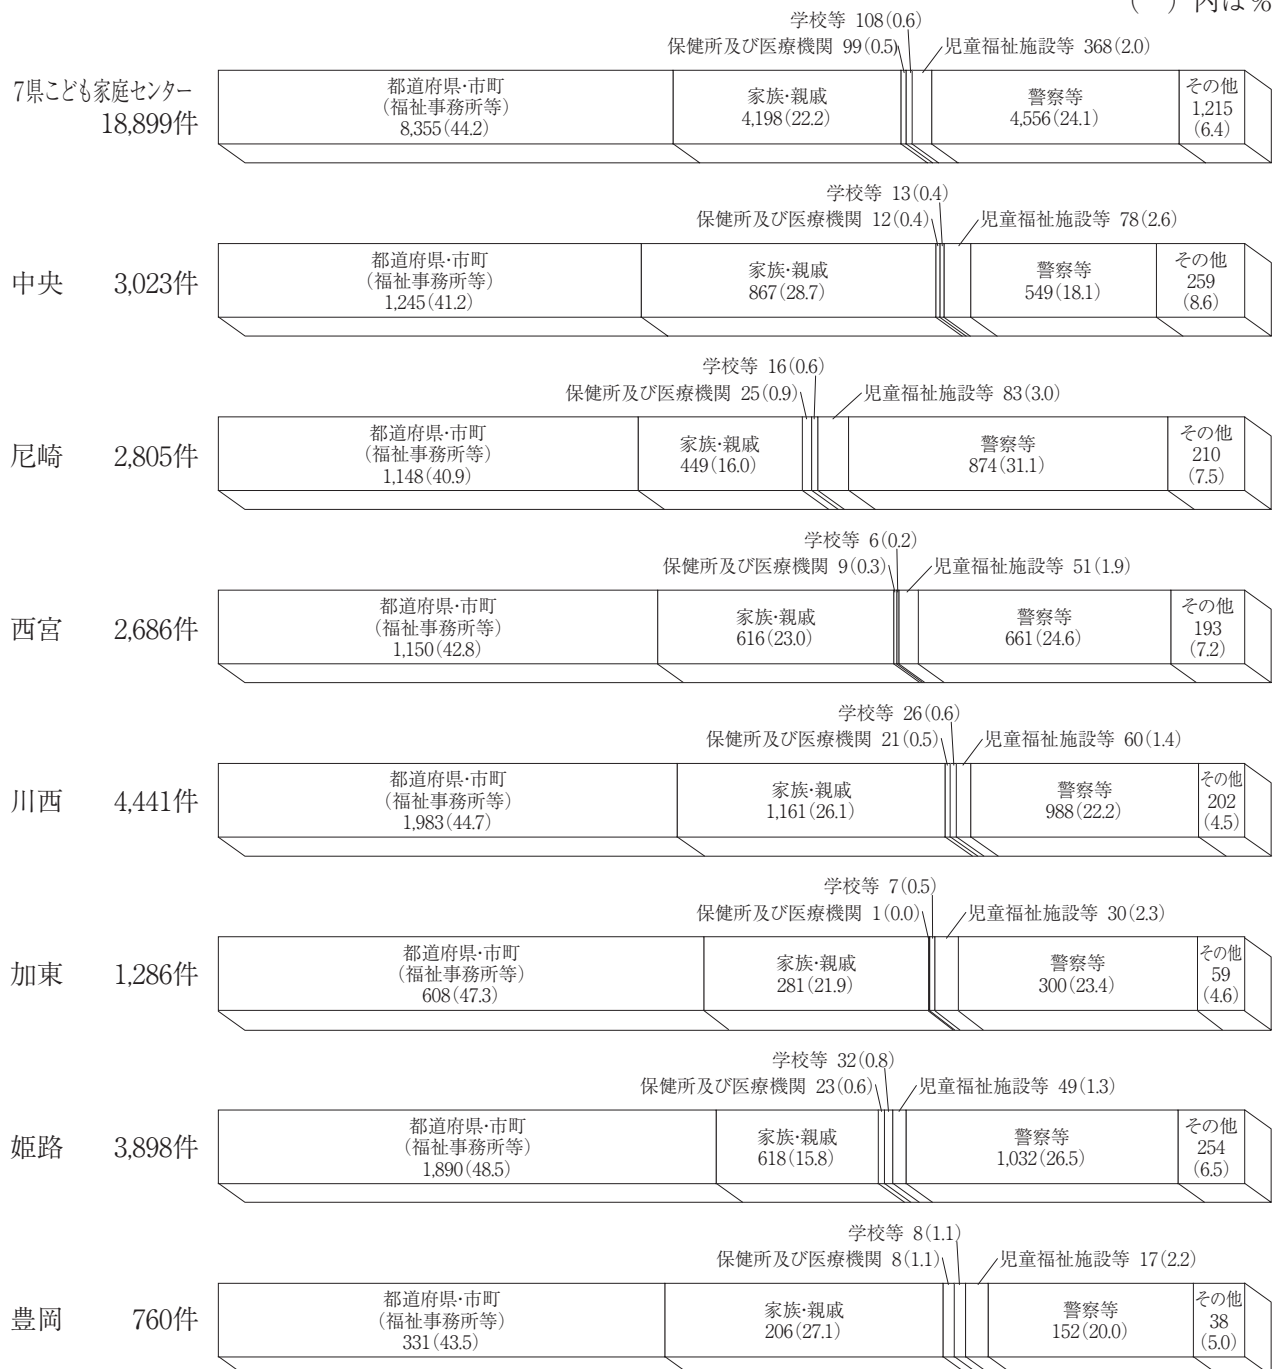 ( ) 内は%
学校等 108(0.6)
保健所及び医療機関 99(0.5)
児童福祉施設等 368(2.0)
7県こども家庭センター
18,899件
都道府県・市町
(福祉事務所等)
8,355(44.2)
家族・親戚
4,198(22.2)
警察等
4,556(24.1)
その他
1,215
(6.4)
学校等 13(0.4)
保健所及び医療機関 12(0.4)
児童福祉施設等 78(2.6)
中央 3,023件
都道府県・市町
(福祉事務所等)
1,245(41.2)
家族・親戚
867(28.7)
警察等
549(18.1)
その他
259
(8.6)
学校等 16(0.6)
保健所及び医療機関 25(0.9)
児童福祉施設等 83(3.0)
尼崎 2,805件
都道府県・市町
(福祉事務所等)
1,148(40.9)
家族・親戚
449(16.0)
警察等
874(31.1)
その他
210
(7.5)
学校等 6(0.2)
保健所及び医療機関 9(0.3)
児童福祉施設等 51(1.9)
西宮 2,686件
都道府県・市町
(福祉事務所等)
1,150(42.8)
家族・親戚
616(23.0)
警察等
661(24.6)
その他
193
(7.2)
学校等 26(0.6)
保健所及び医療機関 21(0.5)
児童福祉施設等 60(1.4)
川西 4,441件
都道府県・市町
(福祉事務所等)
1,983(44.7)
家族・親戚
1,161(26.1)
警察等
988(22.2)
その他
202
(4.5)
学校等 7(0.5)
保健所及び医療機関 1(0.0)
児童福祉施設等 30(2.3)
加東 1,286件
都道府県・市町
(福祉事務所等)
608(47.3)
家族・親戚
281(21.9)
警察等
300(23.4)
その他
59
(4.6)
学校等 32(0.8)
保健所及び医療機関 23(0.6)
児童福祉施設等 49(1.3)
姫路 3,898件
都道府県・市町
(福祉事務所等)
1,890(48.5)
家族・親戚
618(15.8)
警察等
1,032(26.5)
その他
254
(6.5)
学校等 8(1.1)
保健所及び医療機関 8(1.1)
児童福祉施設等 17(2.2)
豊岡 760件
都道府県・市町
(福祉事務所等)
331(43.5)
家族・親戚
206(27.1)
警察等
152(20.0)
その他
38
(5.0)